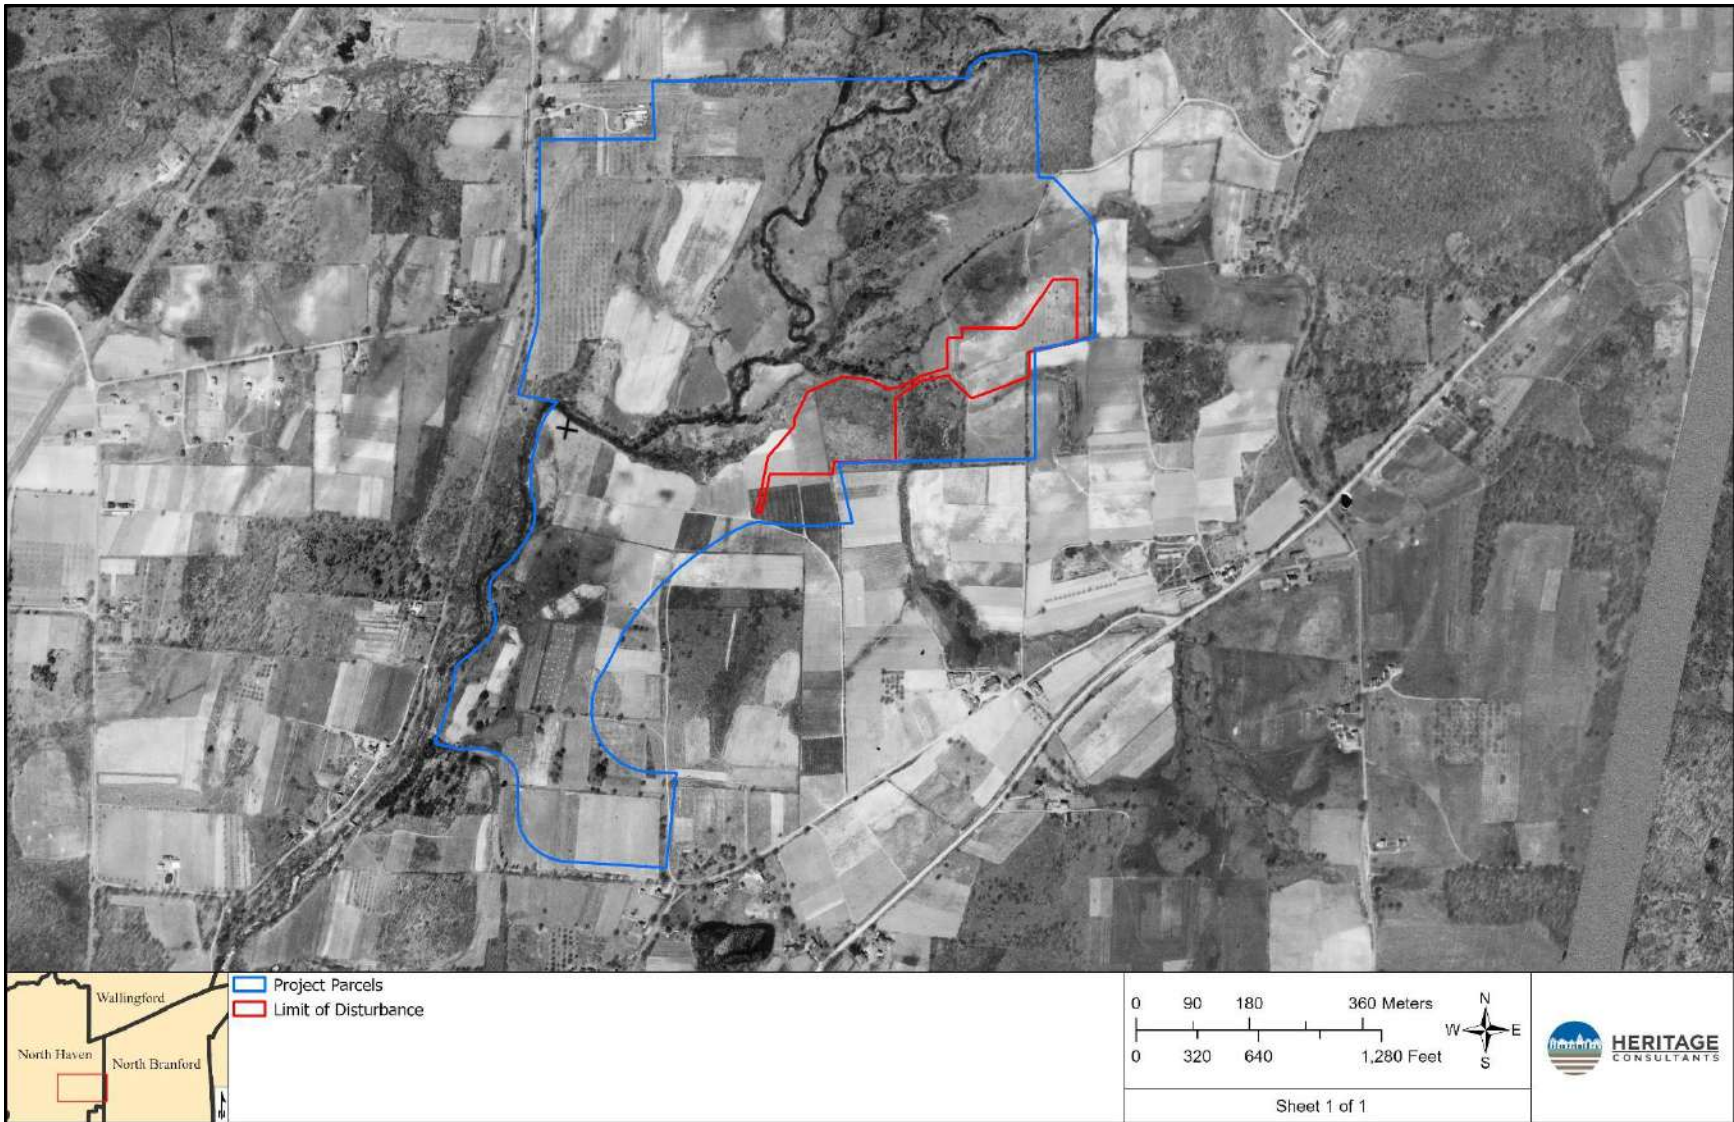 Wallingford
North Haven
North Branford
N
Project Parcels
Limit of Disturbance
0 90 180 360 Meters
0 320 640 1,280 Feet
N
W E
S
Sheet 1 of 1
HERITAGE
CONSULTANTS